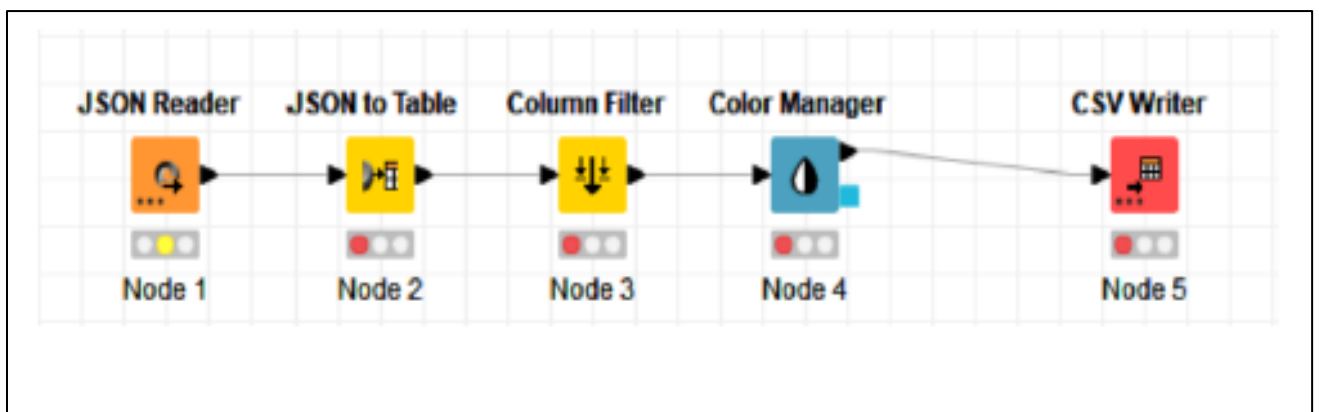 JSON Reader JSON to Table Column Filter Color Manager CSV Writer
Node 1 Node 2 Node 3 Node 4 Node 5